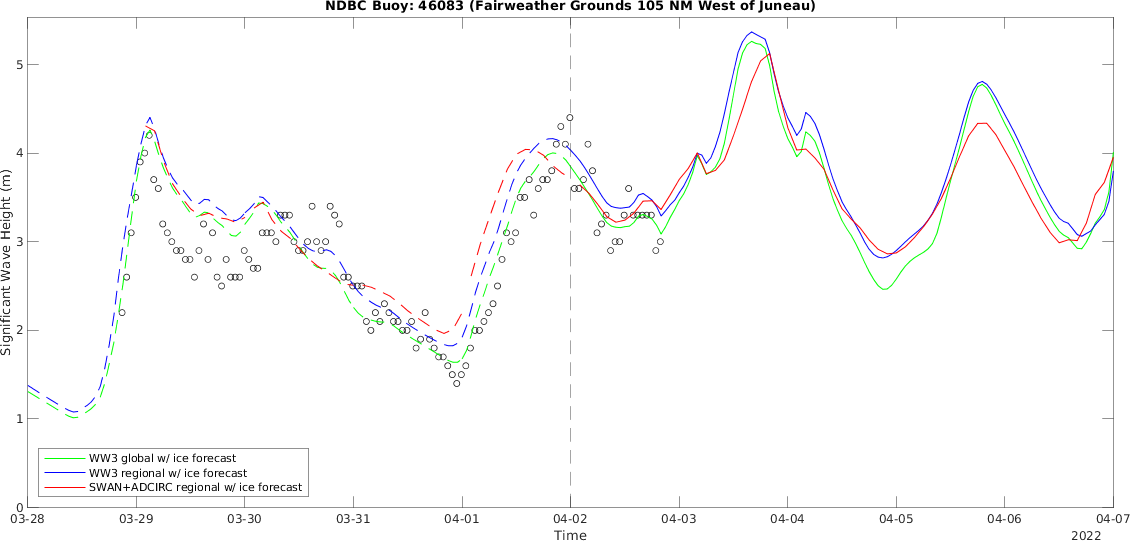 NDBC Buoy: 46083 (Fairweather Grounds 105 NM West of Juneau)
Significant Wave Height (m)
5
4
3
2
1
0
WW3 global w/ ice forecast
WW3 regional w/ ice forecast
SWAN+ADCIRC regional w/ ice forecast
03-28 03-29 03-30 03-31 04-01 04-02 04-03 04-04 04-05 04-06 04-07
Time
2022